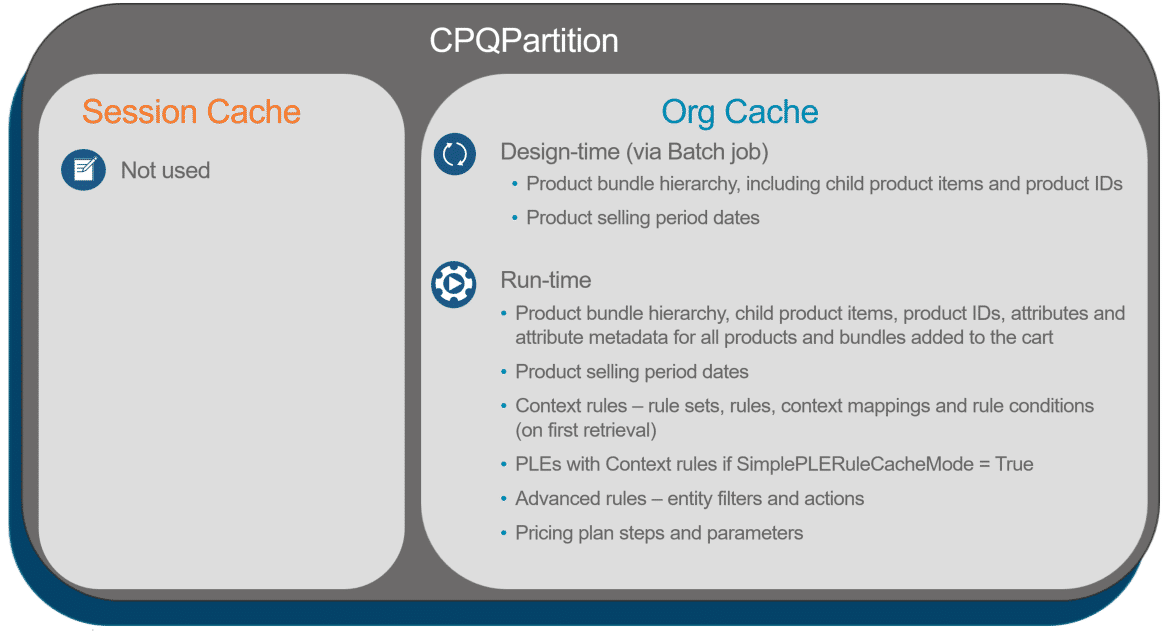 CPQPartition
Session Cache
Not used
Org Cache
Design-time (via Batch job)
• Product bundle hierarchy, including child product items and product IDs
• Product selling period dates
Run-time
• Product bundle hierarchy, child product items, product IDs, attributes and
attribute metadata for all products and bundles added to the cart
• Product selling period dates
• Context rules – rule sets, rules, context mappings and rule conditions
(on first retrieval)
• PLEs with Context rules if SimplePLERuleCacheMode = True
• Advanced rules – entity filters and actions
• Pricing plan steps and parameters